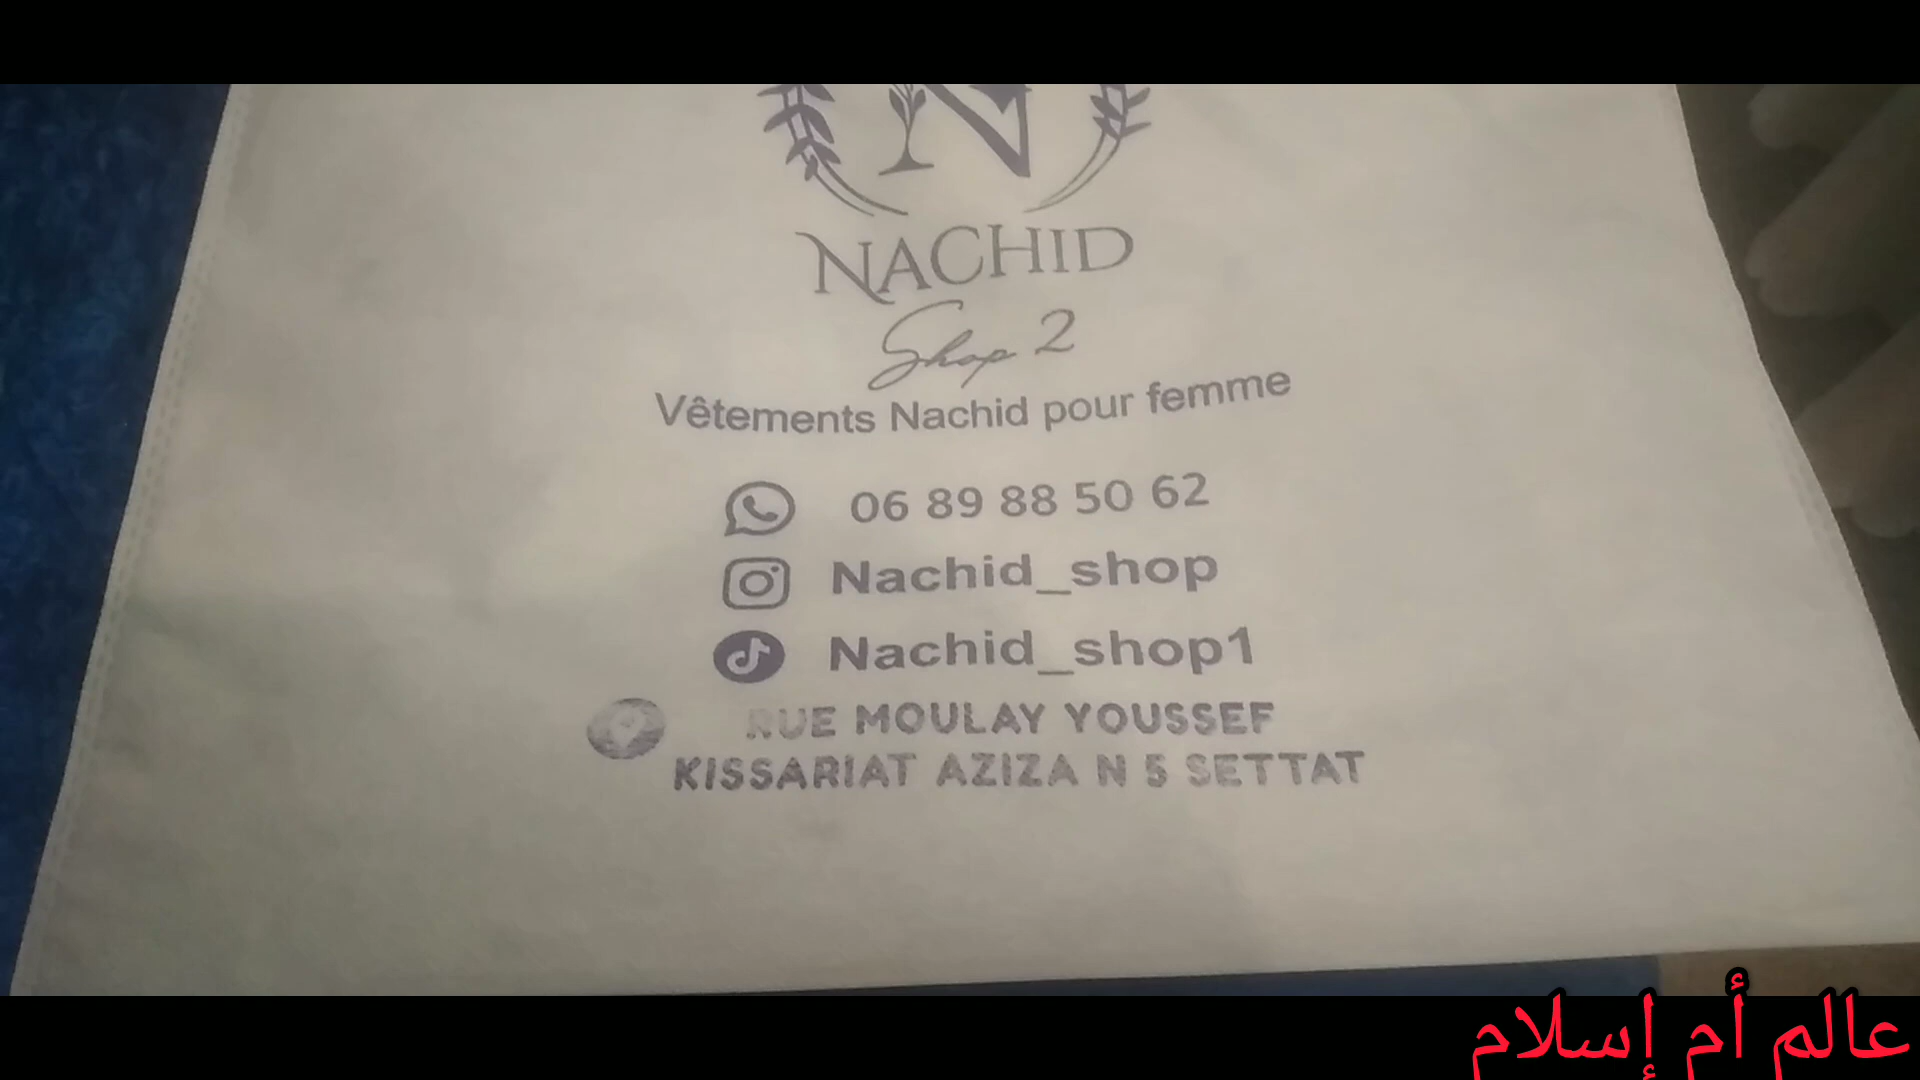 N
NACHID
Shop 2
Vêtements Nachid pour femme
06 89 88 50 62
Nachid_shop
Nachid_shop1
RUE MOULAY YOUSSEF
KISSARIAT AZIZA N 5 SETTAT
عالم أم إسلام